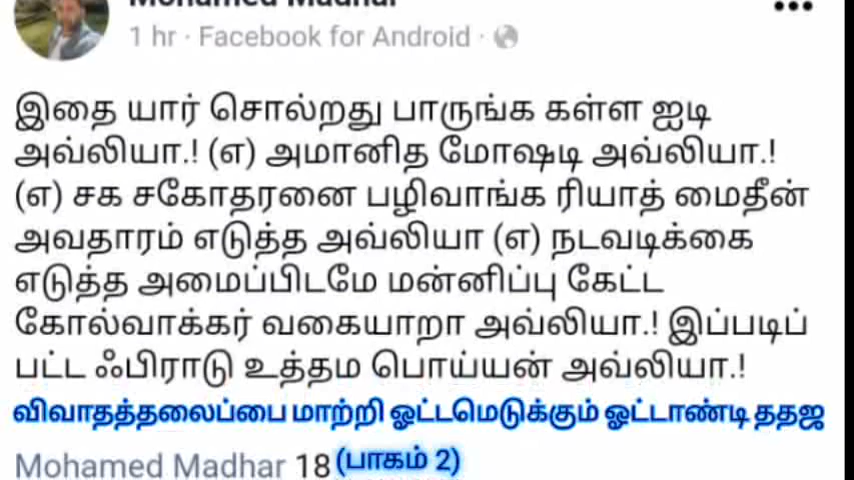 Mohamed Madhar
1 hr · Facebook for Android ·
இதை யார் சொல்றது பாருங்க கள்ள ஐடி
அவ்லியா.! (எ) அமானித மோஷடி அவ்லியா.!
(எ) சக சகோதரனை பழிவாங்க ரியாத் மைதீன்
அவதாரம் எடுத்த அவ்லியா (எ) நடவடிக்கை
எடுத்த அமைப்பிடமே மன்னிப்பு கேட்ட
கோல்வாக்கர் வகையாறா அவ்லியா.! இப்படிப்
பட்ட ஃபிராடு உத்தம பொய்யன் அவ்லியா.!
விவாதத்தலைப்பை மாற்றி ஓட்டமெடுக்கும் ஓட்டாண்டி ததஜ
Mohamed Madhar 18 (பாகம் 2)